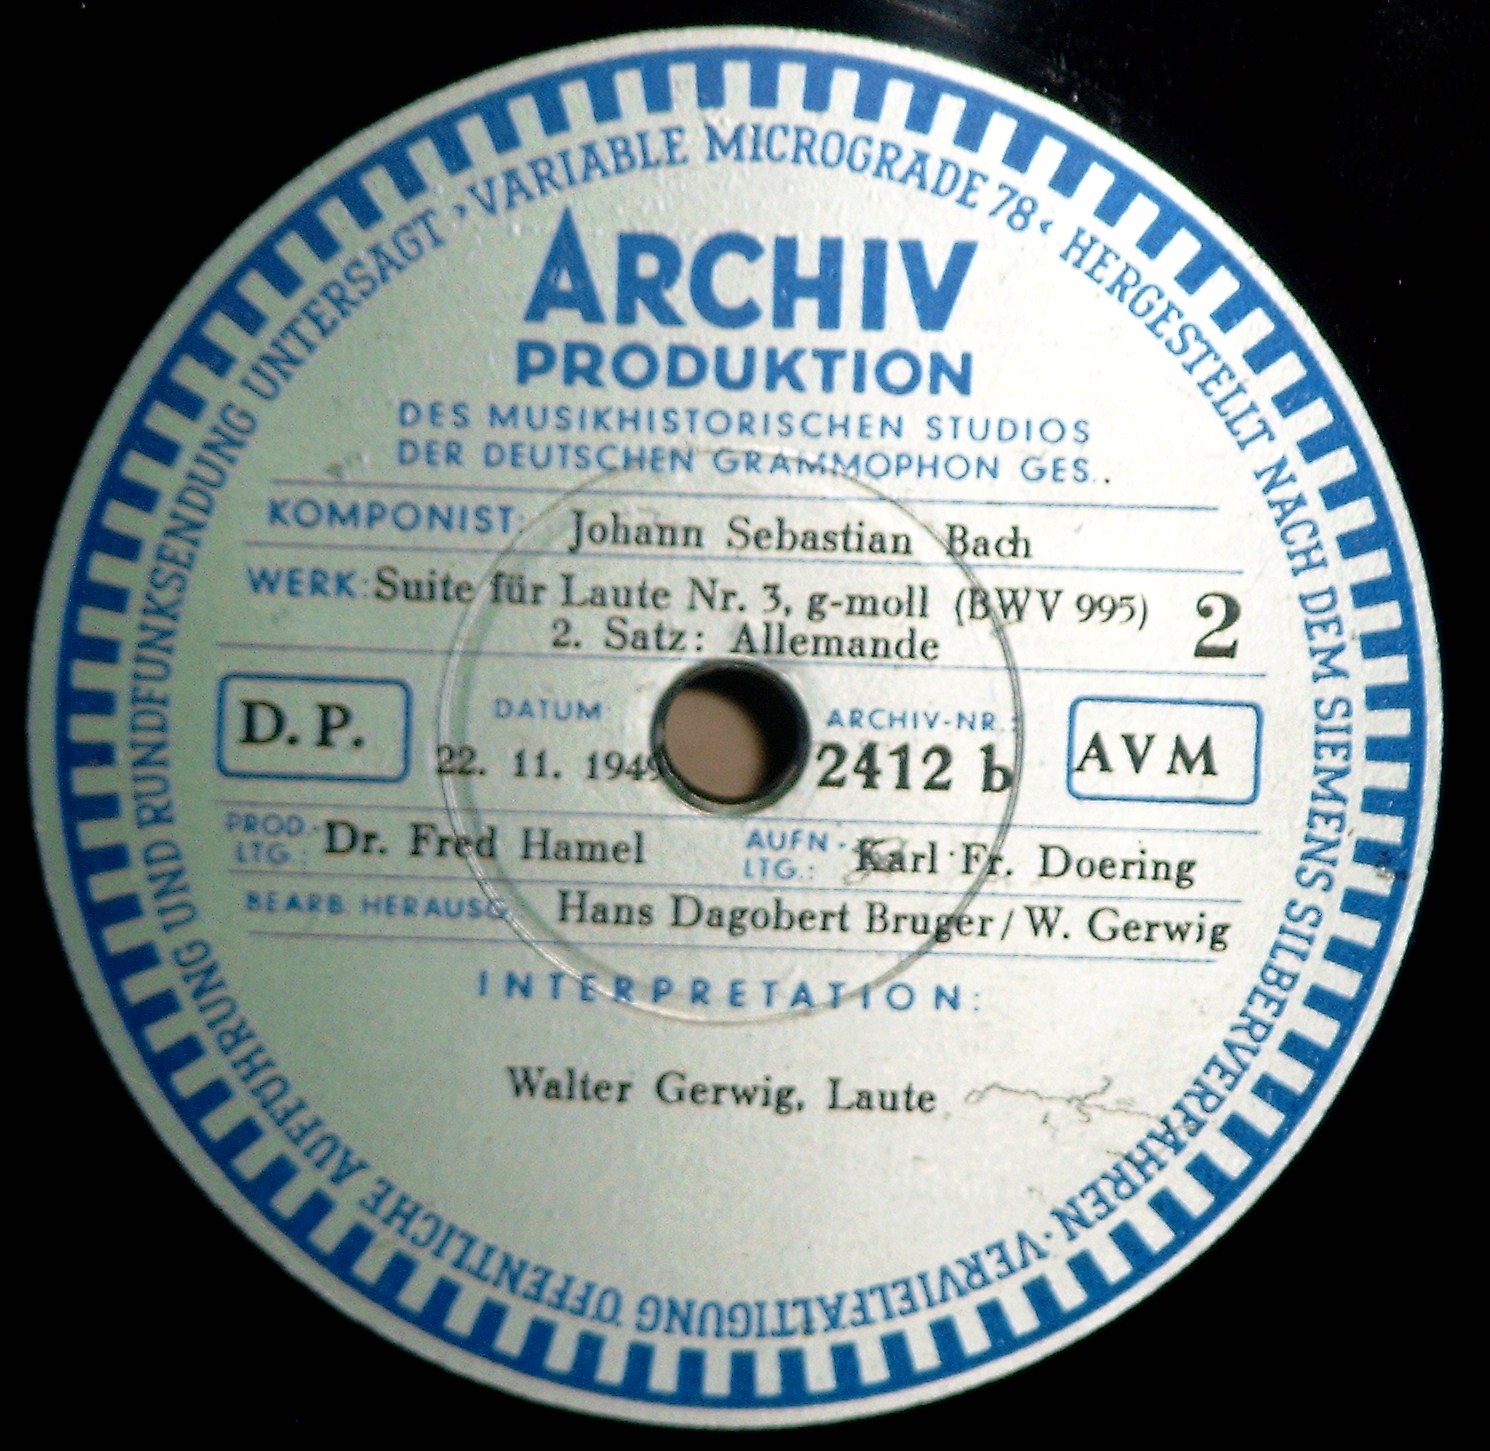 ›VARIABLE MICROGRADE 78‹ HERGESTELLT NACH DEM SIEMENS SILBERVERFAHREN · VERVIELFÄLTIGUNG ÖFFENTLICHE AUFFÜHRUNG UND RUNDFUNKSENDUNG UNTERSAGT
ARCHIV
PRODUKTION
DES MUSIKHISTORISCHEN STUDIOS
DER DEUTSCHEN GRAMMOPHON GES..
KOMPONIST: Johann Sebastian Bach
WERK: Suite für Laute Nr. 3, g-moll (BWV 995) 2
2. Satz: Allemande
D. P. DATUM ARCHIV-NR.: AVM
22. 11. 1949 2412 b
PROD.- LTG.: Dr. Fred Hamel AUFN.- LTG.: Karl Fr. Doering
BEARB. HERAUSG. Hans Dagobert Bruger / W. Gerwig
INTERPRETATION:
Walter Gerwig, Laute